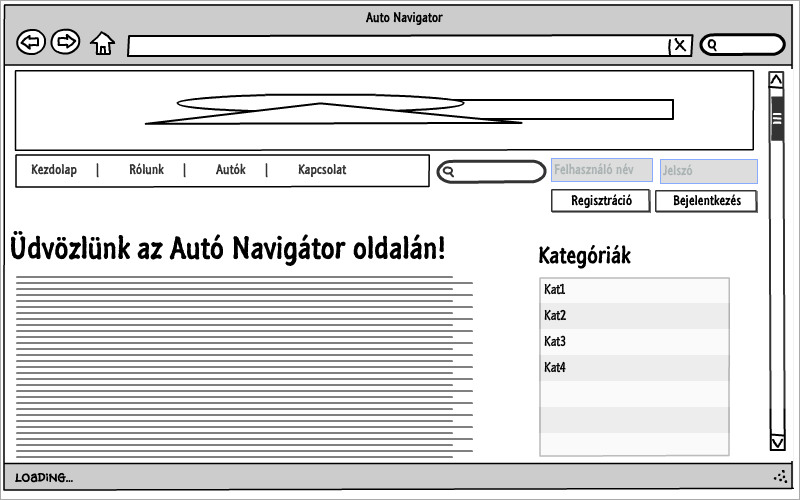 Auto Navigator
Kezdolap | Rólunk | Autók | Kapcsolat
Felhasználó név Jelszó
Regisztráció Bejelentkezés
Üdvözlünk az Autó Navigátor oldalán!
Kategóriák
Kat1
Kat2
Kat3
Kat4
LOADING...